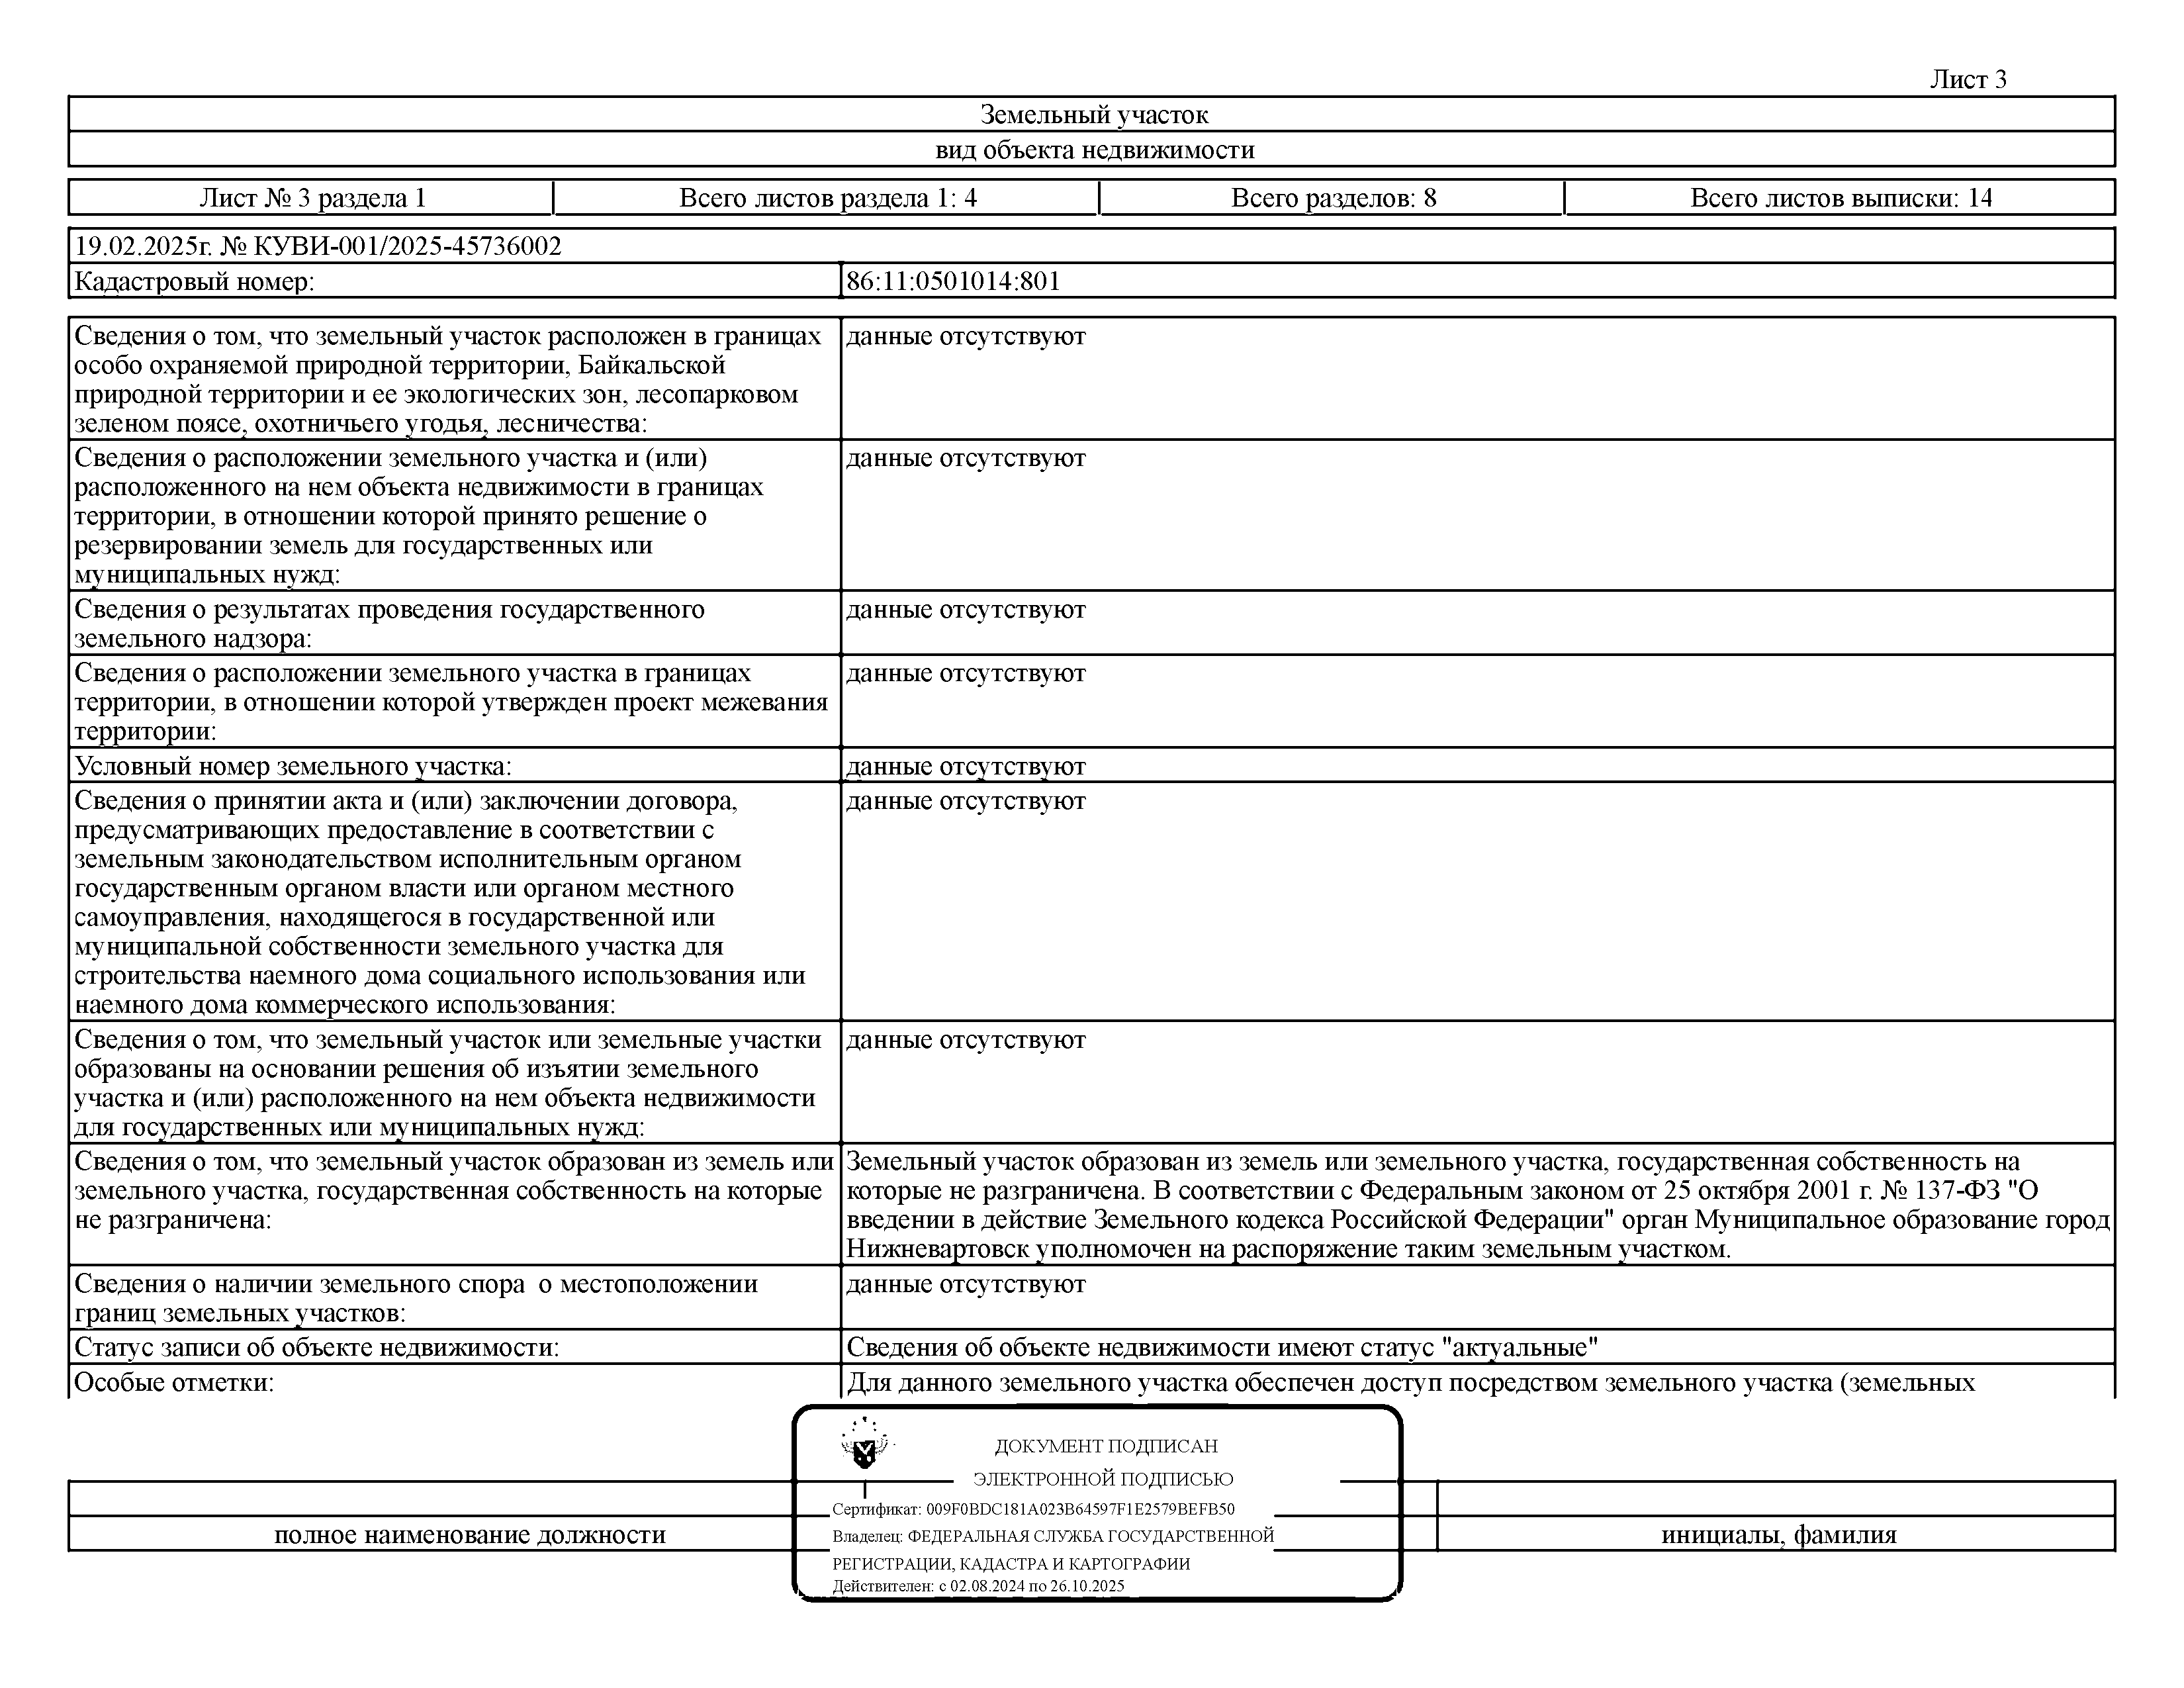 Лист 3
Земельный участок
вид объекта недвижимости
Лист № 3 раздела 1 Всего листов раздела 1: 4 Всего разделов: 8 Всего листов выписки: 14
19.02.2025г. № КУВИ-001/2025-45736002
Кадастровый номер: 86:11:0501014:801
Сведения о том, что земельный участок расположен в границах
особо охраняемой природной территории, Байкальской
природной территории и ее экологических зон, лесопарковом
зеленом поясе, охотничьего угодья, лесничества:
данные отсутствуют
Сведения о расположении земельного участка и (или)
расположенного на нем объекта недвижимости в границах
территории, в отношении которой принято решение о
резервировании земель для государственных или
муниципальных нужд:
данные отсутствуют
Сведения о результатах проведения государственного
земельного надзора:
данные отсутствуют
Сведения о расположении земельного участка в границах
территории, в отношении которой утвержден проект межевания
территории:
данные отсутствуют
Условный номер земельного участка: данные отсутствуют
Сведения о принятии акта и (или) заключении договора,
предусматривающих предоставление в соответствии с
земельным законодательством исполнительным органом
государственным органом власти или органом местного
самоуправления, находящегося в государственной или
муниципальной собственности земельного участка для
строительства наемного дома социального использования или
наемного дома коммерческого использования:
данные отсутствуют
Сведения о том, что земельный участок или земельные участки
образованы на основании решения об изъятии земельного
участка и (или) расположенного на нем объекта недвижимости
для государственных или муниципальных нужд:
данные отсутствуют
Сведения о том, что земельный участок образован из земель или
земельного участка, государственная собственность на которые
не разграничена:
Земельный участок образован из земель или земельного участка, государственная собственность на
которые не разграничена. В соответствии с Федеральным законом от 25 октября 2001 г. № 137-ФЗ "О
введении в действие Земельного кодекса Российской Федерации" орган Муниципальное образование город
Нижневартовск уполномочен на распоряжение таким земельным участком.
Сведения о наличии земельного спора о местоположении
границ земельных участков:
данные отсутствуют
Статус записи об объекте недвижимости: Сведения об объекте недвижимости имеют статус "актуальные"
Особые отметки: Для данного земельного участка обеспечен доступ посредством земельного участка (земельных
ДОКУМЕНТ ПОДПИСАН
ЭЛЕКТРОННОЙ ПОДПИСЬЮ
Сертификат: 009F0BDC181A023B64597F1E2579BEFB50
Владелец: ФЕДЕРАЛЬНАЯ СЛУЖБА ГОСУДАРСТВЕННОЙ
РЕГИСТРАЦИИ, КАДАСТРА И КАРТОГРАФИИ
Действителен: с 02.08.2024 по 26.10.2025
полное наименование должности
инициалы, фамилия